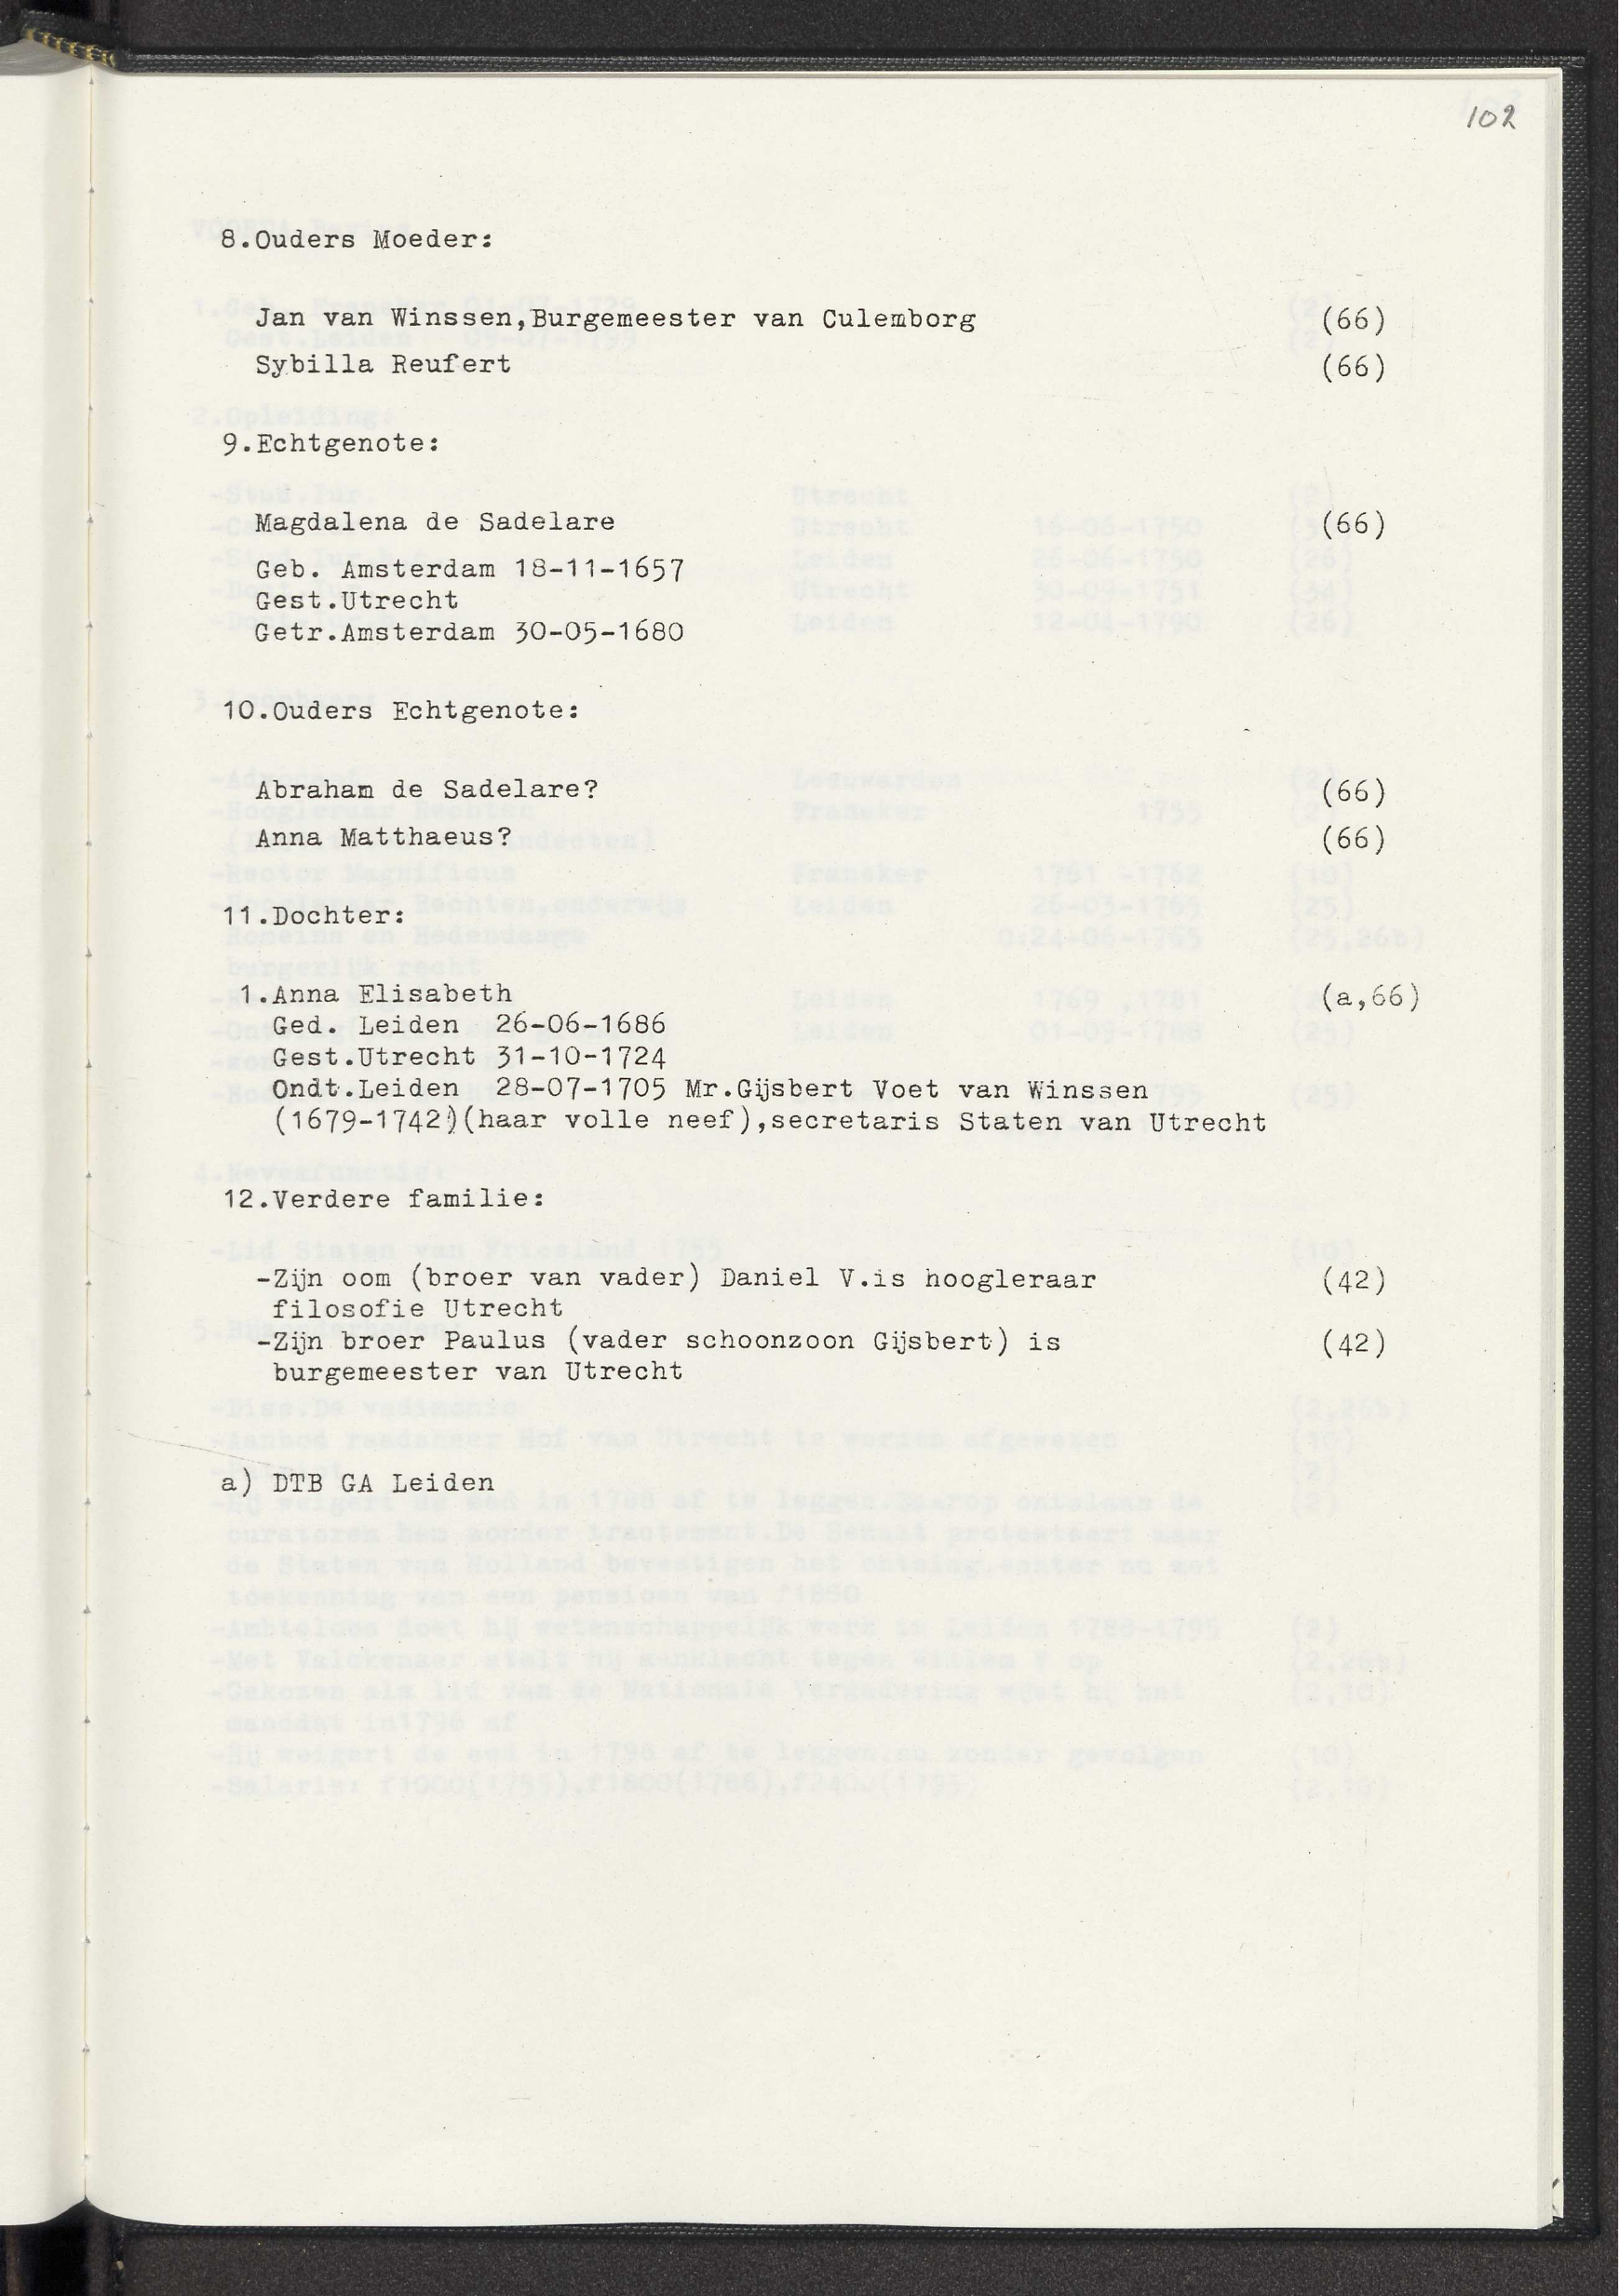 102
8.Ouders Moeder:
Jan van Winssen,Burgemeester van Culemborg (66)
Sybilla Reufert (66)
9.Echtgenote:
Magdalena de Sadelare (66)
Geb. Amsterdam 18-11-1657
Gest.Utrecht
Getr.Amsterdam 30-05-1680
10.Ouders Echtgenote:
Abraham de Sadelare? (66)
Anna Matthaeus? (66)
11.Dochter:
1.Anna Elisabeth (a,66)
Ged. Leiden 26-06-1686
Gest.Utrecht 31-10-1724
Ondt.Leiden 28-07-1705 Mr.Gijsbert Voet van Winssen
(1679-1742)(haar volle neef),secretaris Staten van Utrecht
12.Verdere familie:
-Zijn oom (broer van vader) Daniel V.is hoogleraar (42)
filosofie Utrecht
-Zijn broer Paulus (vader schoonzoon Gijsbert) is (42)
burgemeester van Utrecht
a) DTB GA Leiden